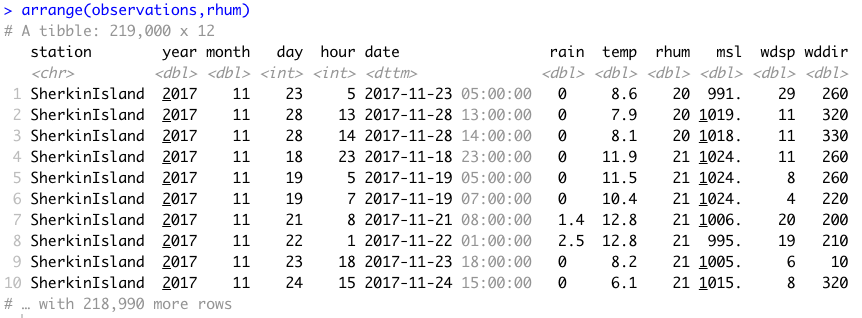 > arrange(observations,rhum)
# A tibble: 219,000 x 12
station year month day hour date rain temp rhum msl wdsp wddir
<chr> <dbl> <dbl> <int> <int> <dttm> <dbl> <dbl> <dbl> <dbl> <dbl> <dbl>
1 SherkinIsland 2017 11 23 5 2017-11-23 05:00:00 0 8.6 20 991. 29 260
2 SherkinIsland 2017 11 28 13 2017-11-28 13:00:00 0 7.9 20 1019. 11 320
3 SherkinIsland 2017 11 28 14 2017-11-28 14:00:00 0 8.1 20 1018. 11 330
4 SherkinIsland 2017 11 18 23 2017-11-18 23:00:00 0 11.9 21 1024. 11 260
5 SherkinIsland 2017 11 19 5 2017-11-19 05:00:00 0 11.5 21 1024. 8 260
6 SherkinIsland 2017 11 19 7 2017-11-19 07:00:00 0 10.4 21 1024. 4 220
7 SherkinIsland 2017 11 21 8 2017-11-21 08:00:00 1.4 12.8 21 1006. 20 200
8 SherkinIsland 2017 11 22 1 2017-11-22 01:00:00 2.5 12.8 21 995. 19 210
9 SherkinIsland 2017 11 23 18 2017-11-23 18:00:00 0 8.2 21 1005. 6 10
10 SherkinIsland 2017 11 24 15 2017-11-24 15:00:00 0 6.1 21 1015. 8 320
# … with 218,990 more rows